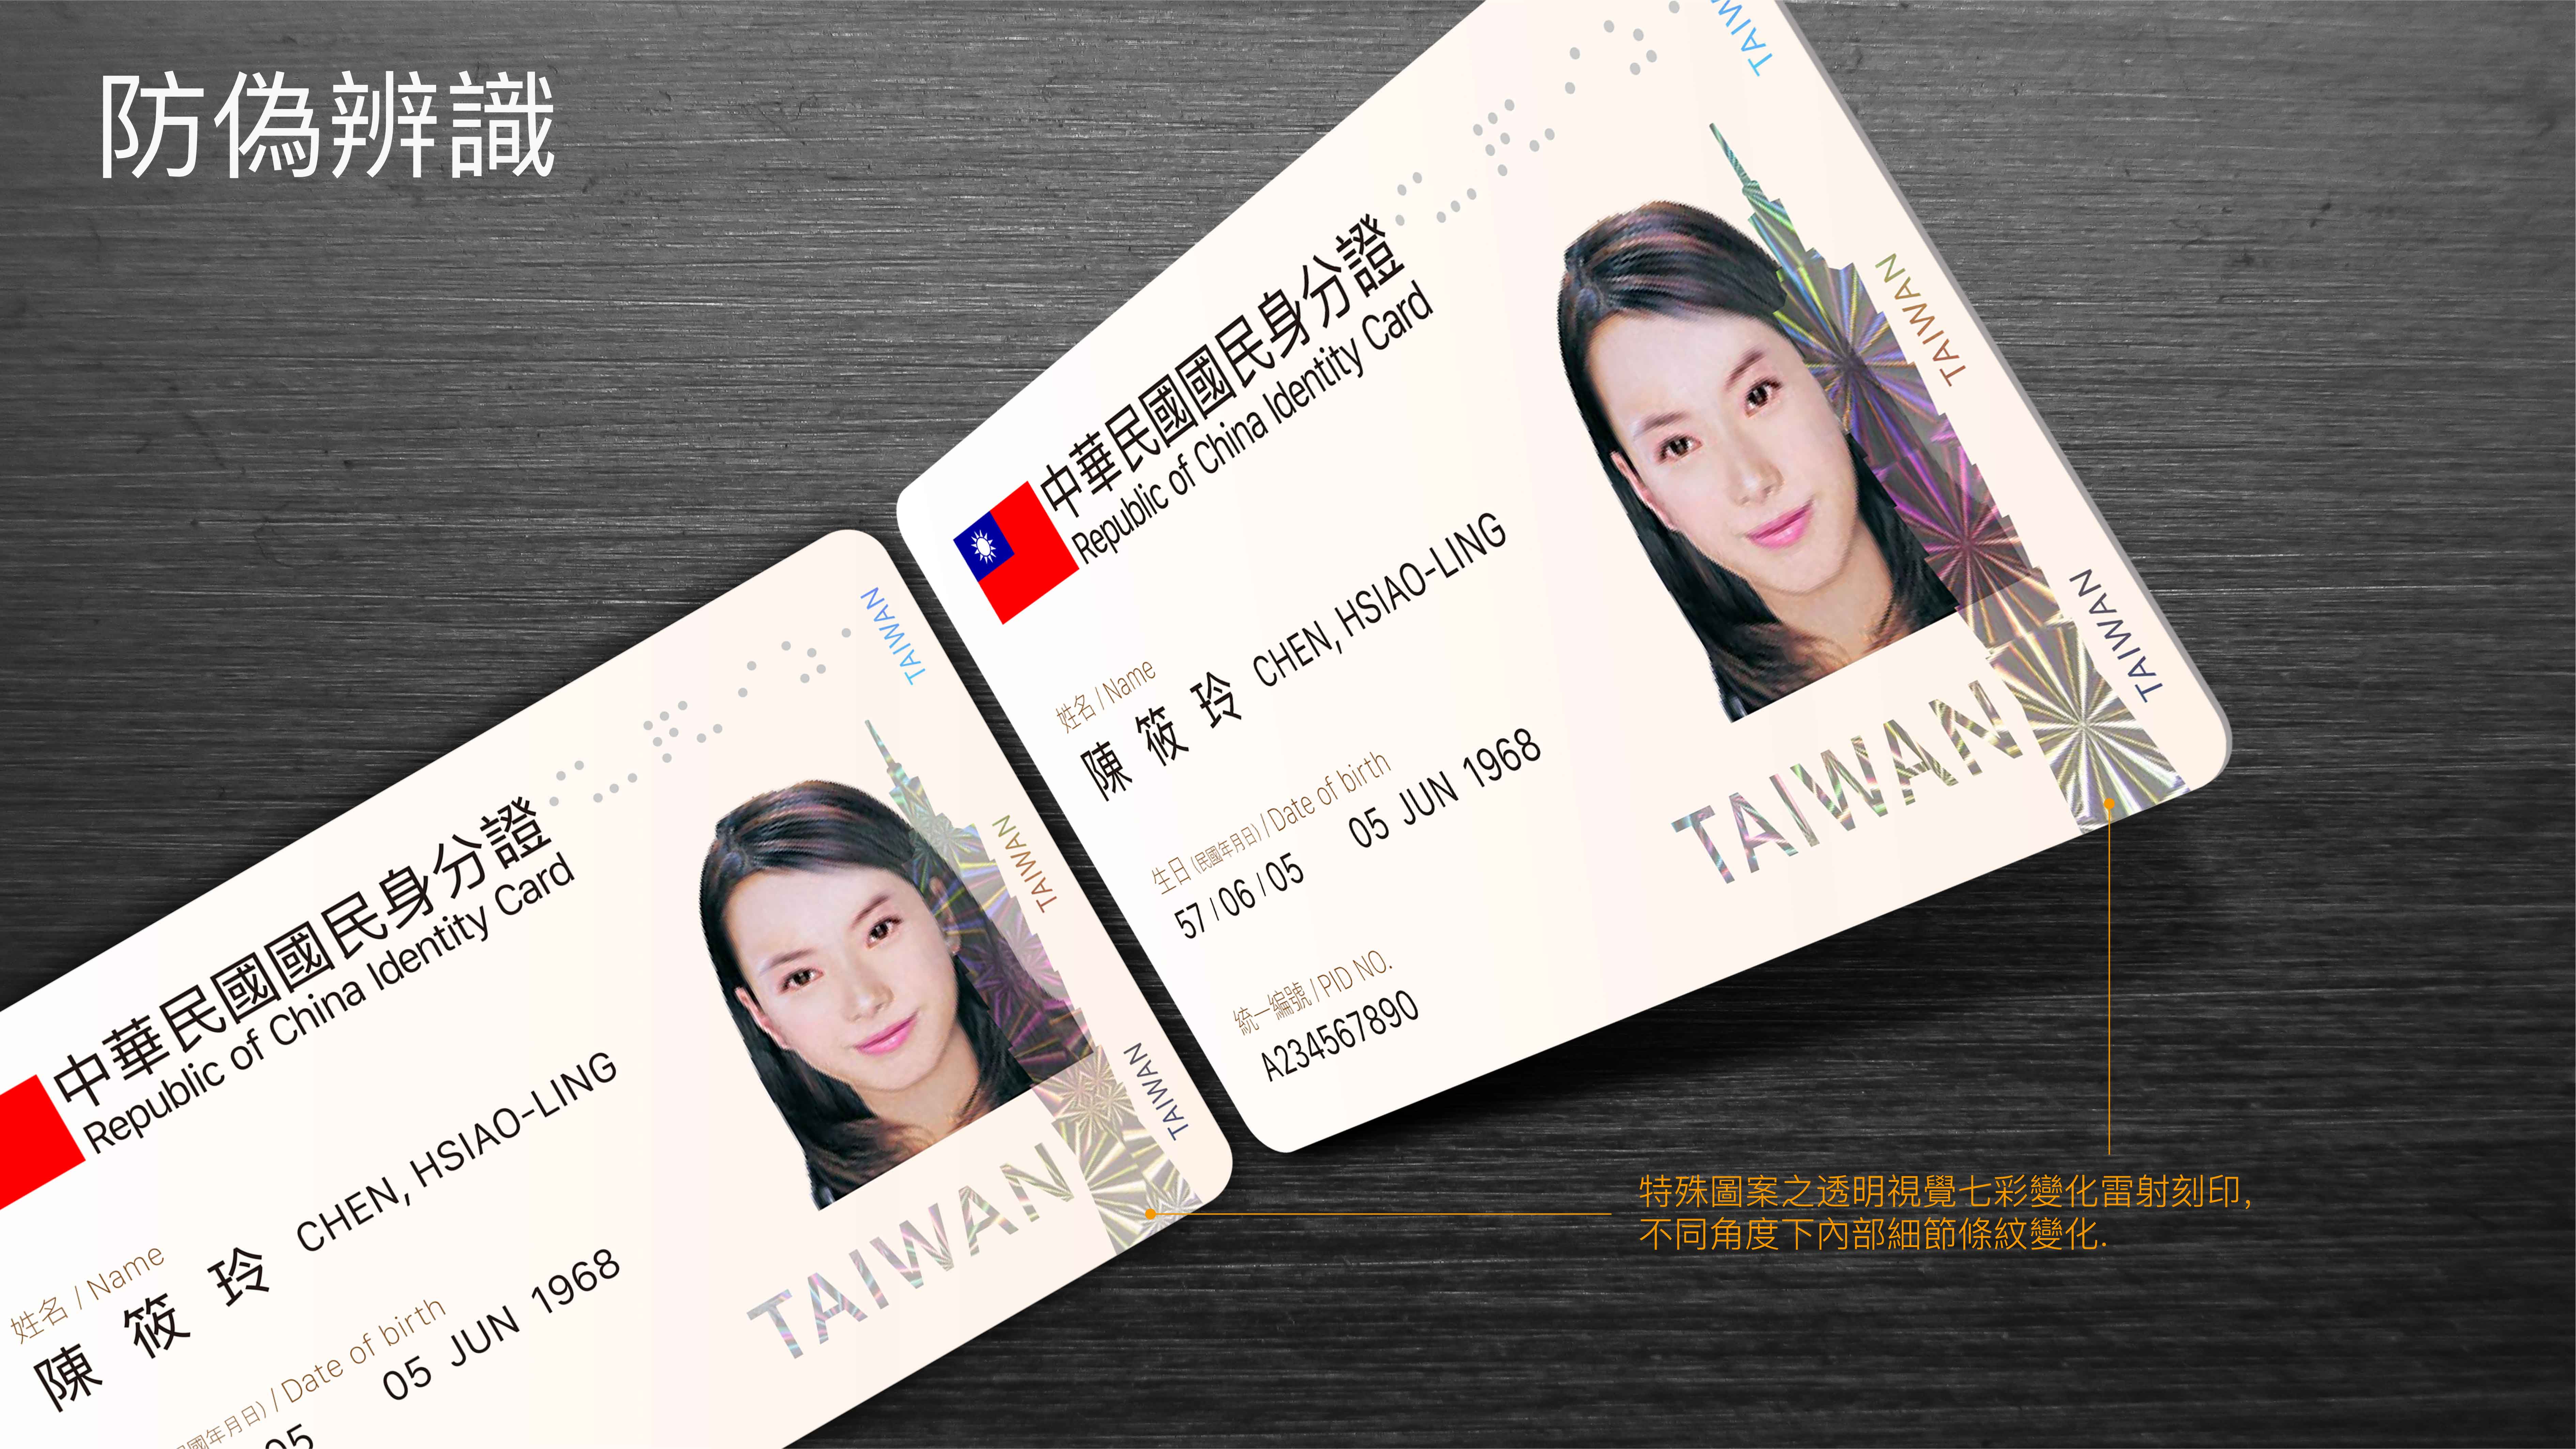 防偽辨識
TAIW
中華民國國民身分證
Republic of China Identity Card
姓名 / Name
陳 筱 玲 CHEN, HSIAO-LING
生日 (民國年月日) / Date of birth
57 / 06 / 05 05 JUN 1968
統一編號 / PID NO.
A234567890
TAIWAN
TAIWAN
TAIWAN
TAIWAN
中華民國國民身分證
Republic of China Identity Card
姓名 / Name
陳 筱 玲 CHEN, HSIAO-LING
國年月日) / Date of birth
05 05 JUN 1968
TAIWAN
TAIWAN
TAIWAN
TAIWAN
特殊圖案之透明視覺七彩變化雷射刻印,
不同角度下內部細節條紋變化.